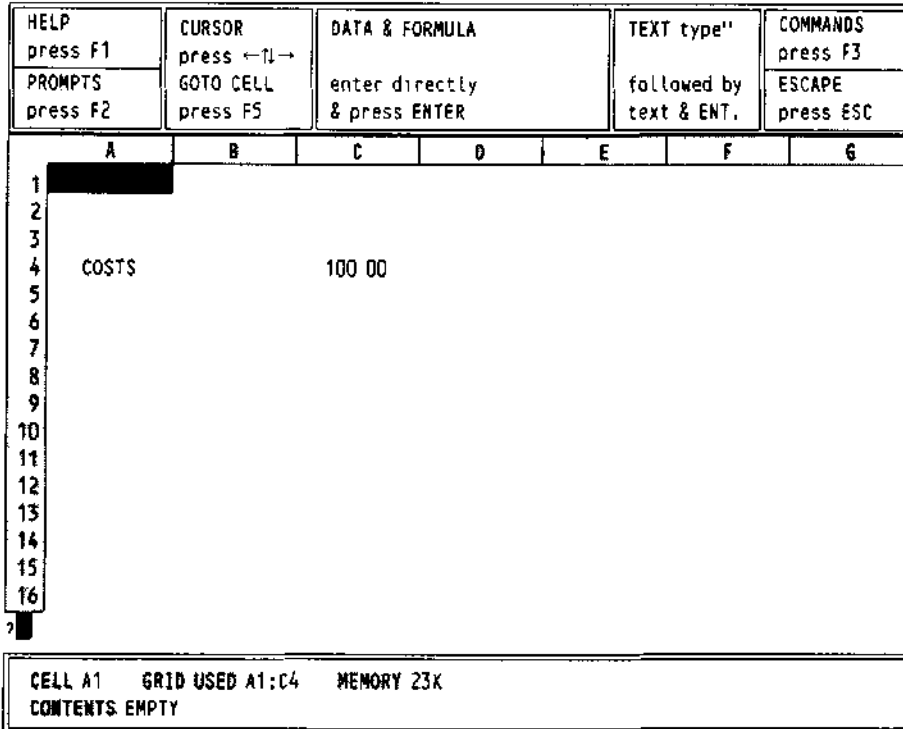 HELP
press F1
PROMPTS
press F2
CURSOR
press ←↑↓→
GOTO CELL
press F5
DATA & FORMULA
enter directly
& press ENTER
TEXT type"
followed by
text & ENT.
COMMANDS
press F3
ESCAPE
press ESC
A B C D E F G
1
2
3
4 COSTS 100 00
5
6
7
8
9
10
11
12
13
14
15
16
?
CELL A1 GRID USED A1:C4 MEMORY 23K
CONTENTS EMPTY